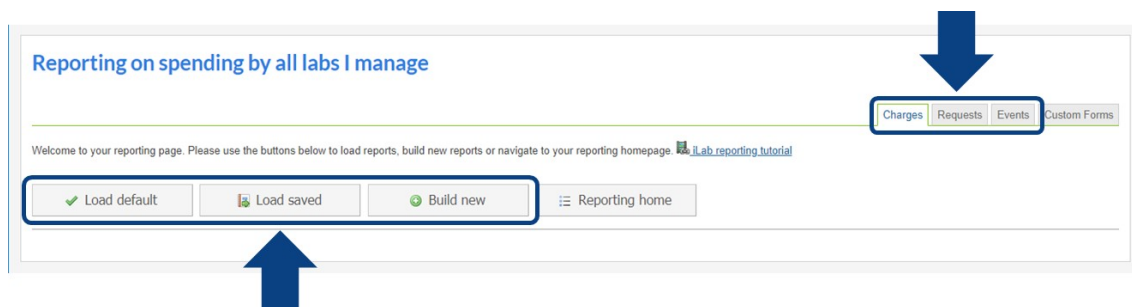 Reporting on spending by all labs I manage
Charges Requests Events Custom Forms
Welcome to your reporting page. Please use the buttons below to load reports, build new reports or navigate to your reporting homepage. iLab reporting tutorial
Load default Load saved Build new Reporting home